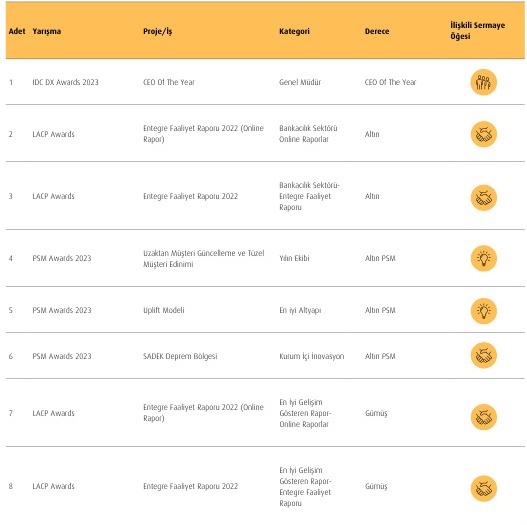 Adet Yarışma Proje/İş Kategori Derece İlişkili Sermaye
Öğesi
1 IDC DX Awards 2023 CEO Of The Year Genel Müdür CEO Of The Year
2 LACP Awards Entegre Faaliyet Raporu 2022 (Online
Rapor) Bankacılık Sektörü
Online Raporlar Altın
3 LACP Awards Entegre Faaliyet Raporu 2022 Bankacılık Sektörü-
Entegre Faaliyet
Raporu Altın
4 PSM Awards 2023 Uzaktan Müşteri Güncelleme ve Tüzel
Müşteri Edinimi Yılın Ekibi Altın PSM
5 PSM Awards 2023 Uplift Modeli En iyi Altyapı Altın PSM
6 PSM Awards 2023 SADEK Deprem Bölgesi Kurum İçi İnovasyon Altın PSM
7 LACP Awards Entegre Faaliyet Raporu 2022 (Online
Rapor) En İyi Gelişim
Gösteren Rapor-
Online Raporlar Gümüş
8 LACP Awards Entegre Faaliyet Raporu 2022 En İyi Gelişim
Gösteren Rapor-
Entegre Faaliyet
Raporu Gümüş